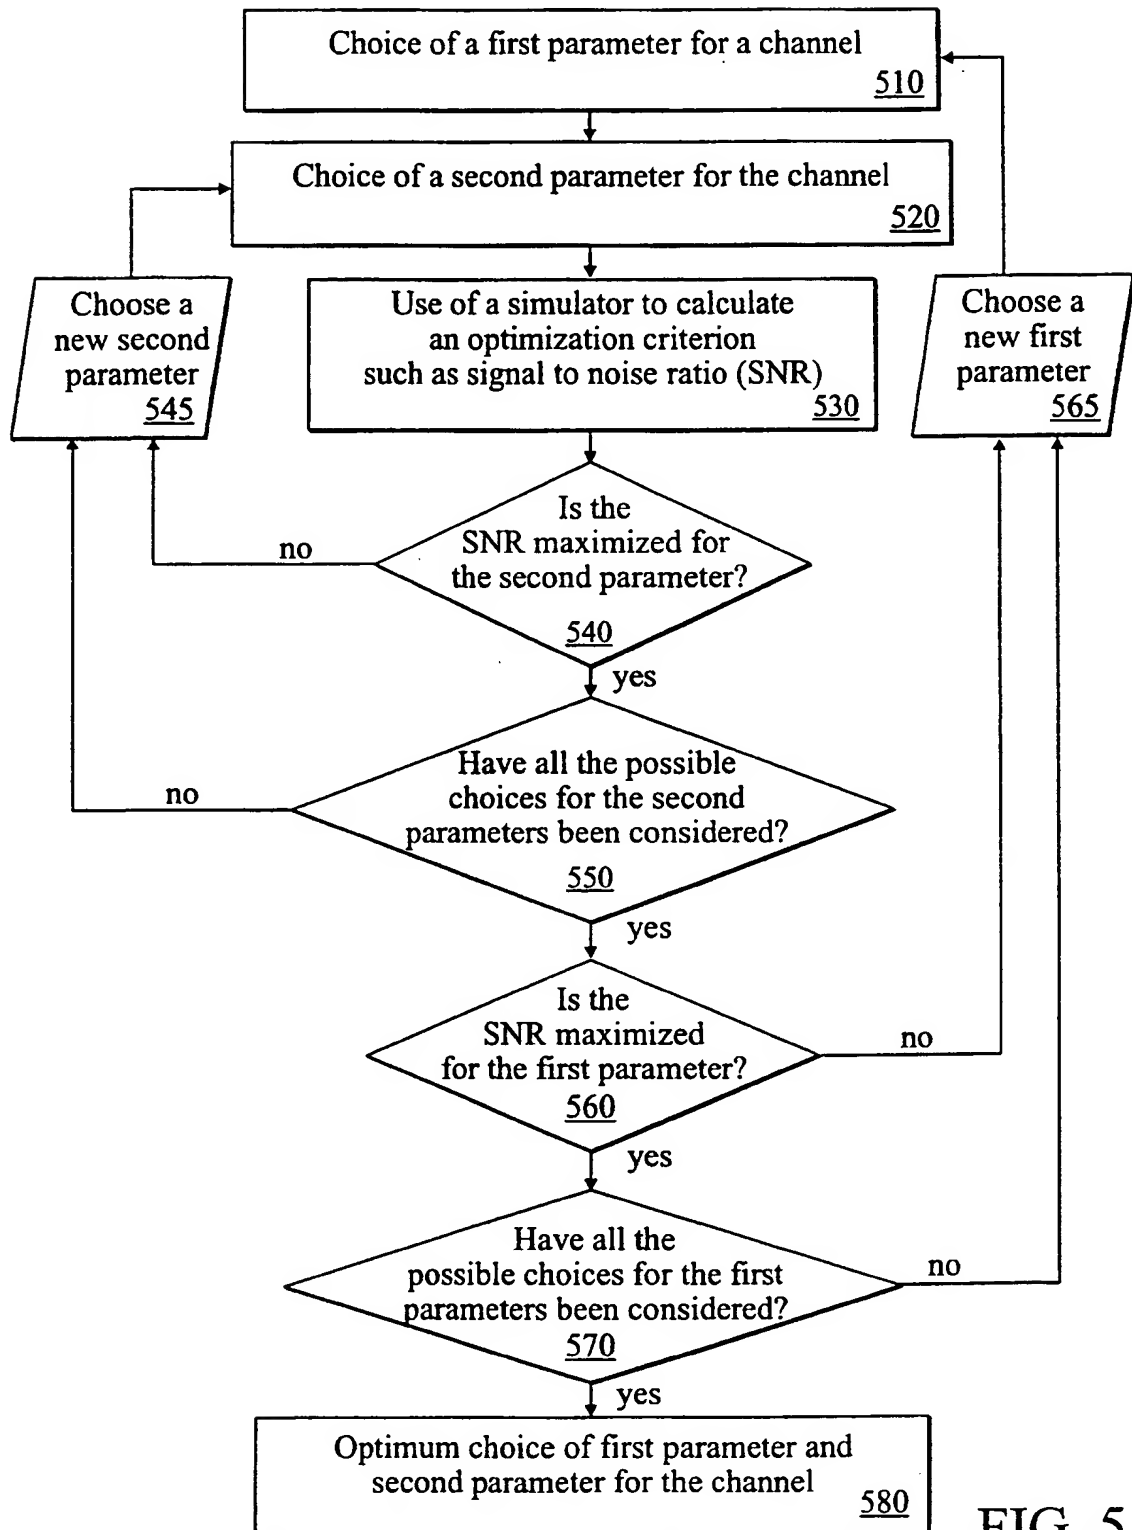 Choice of a first parameter for a channel
510
Choice of a second parameter for the channel
520
Choose a
new second
parameter
545
Use of a simulator to calculate
an optimization criterion
such as signal to noise ratio (SNR)
530
Choose a
new first
parameter
565
Is the
SNR maximized for
the second parameter?
540
no
yes
Have all the possible
choices for the second
parameters been considered?
550
no
yes
Is the
SNR maximized
for the first parameter?
560
no
yes
Have all the
possible choices for the first
parameters been considered?
570
no
yes
Optimum choice of first parameter and
second parameter for the channel
580
FIG. 5